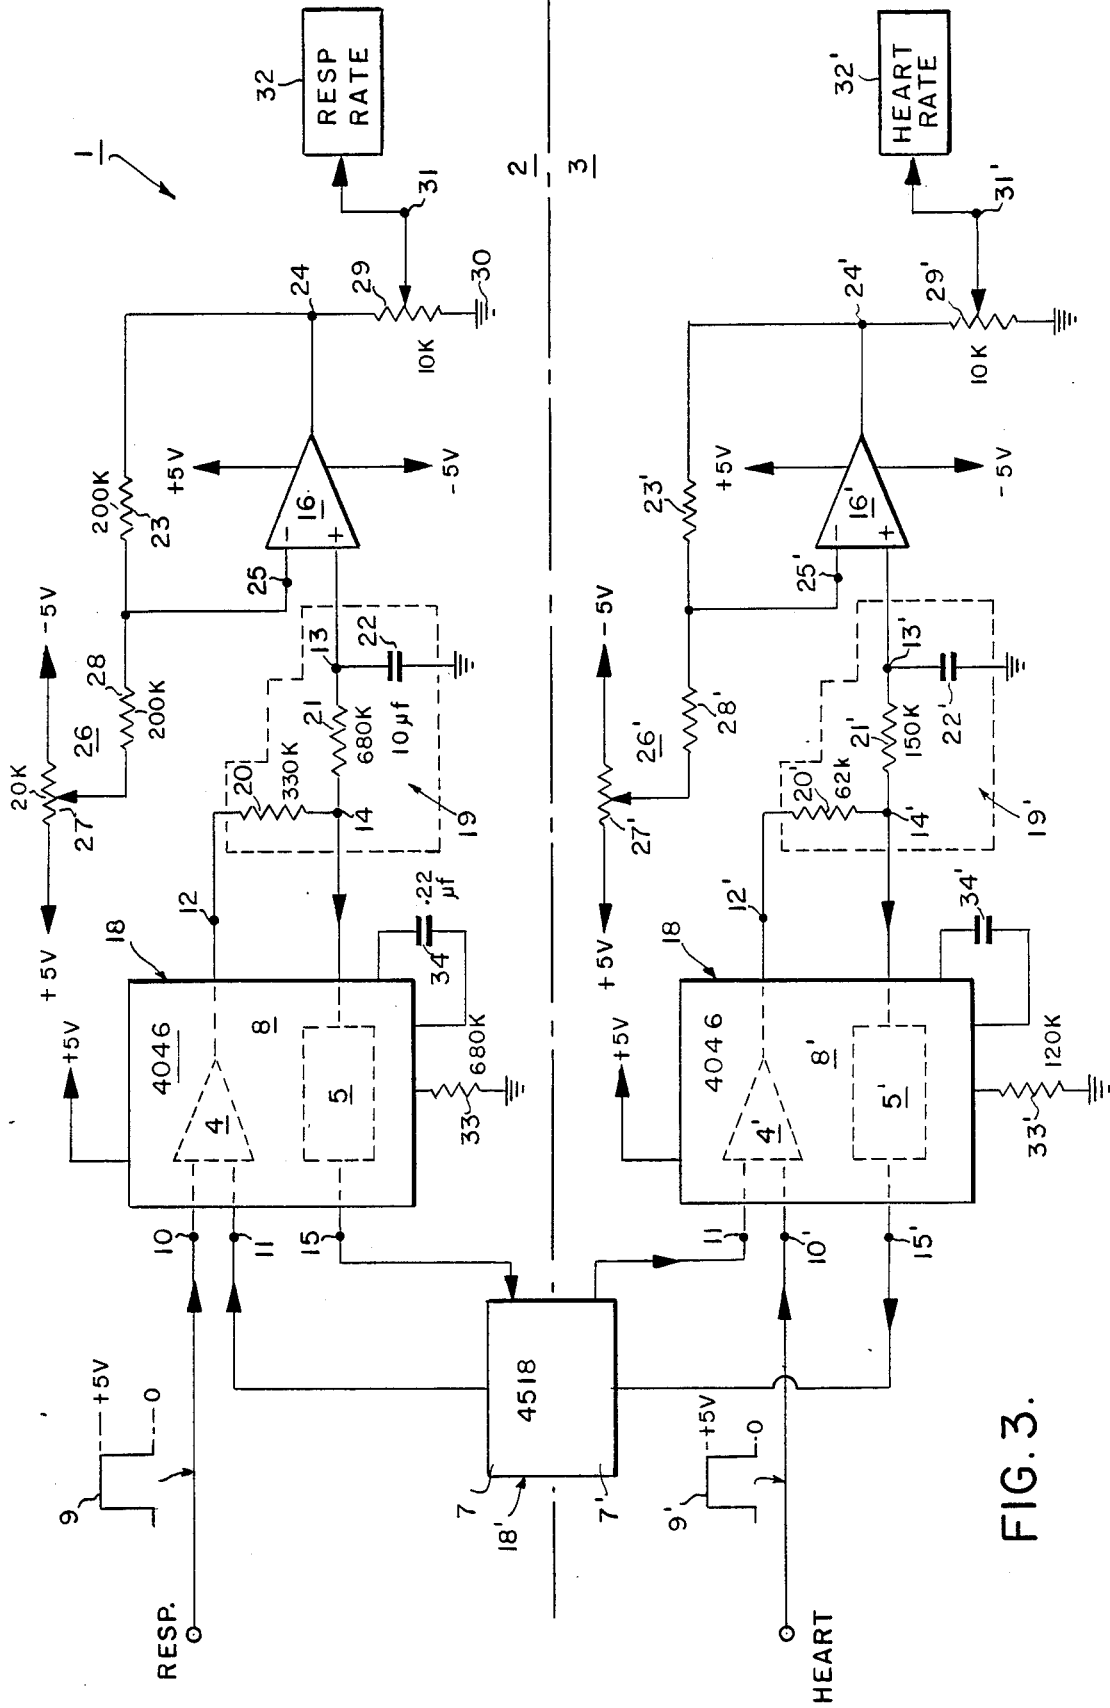 1
RESP.
9
+5V
0
10
11
15
+5V
4046
18
4
8
5
33
680K
34
.22
μf
12
20
330K
14
21
680K
13
22
10μf
19
+5V
20K
27
-5V
26
28
200K
200K
23
25
+5V
16
-
+
-5V
24
29
10K
30
31
32
RESP
RATE
2
3
7
18'
7'
4518
HEART
9'
+5V
0
11
10'
15'
+5V
4046
18
4'
8'
5'
33'
120K
34'
12'
20'
62k
14'
21'
150K
13'
22'
19'
+5V
27'
-5V
26'
28'
23'
25'
+5V
16'
-
+
-5V
24'
29'
10K
31'
32'
HEART
RATE
FIG. 3.